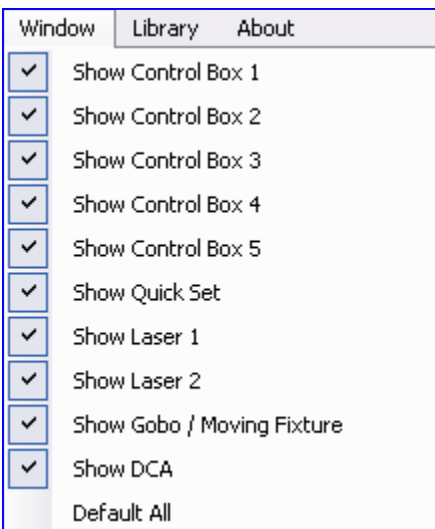 Window Library About
Show Control Box 1
Show Control Box 2
Show Control Box 3
Show Control Box 4
Show Control Box 5
Show Quick Set
Show Laser 1
Show Laser 2
Show Gobo / Moving Fixture
Show DCA
Default All